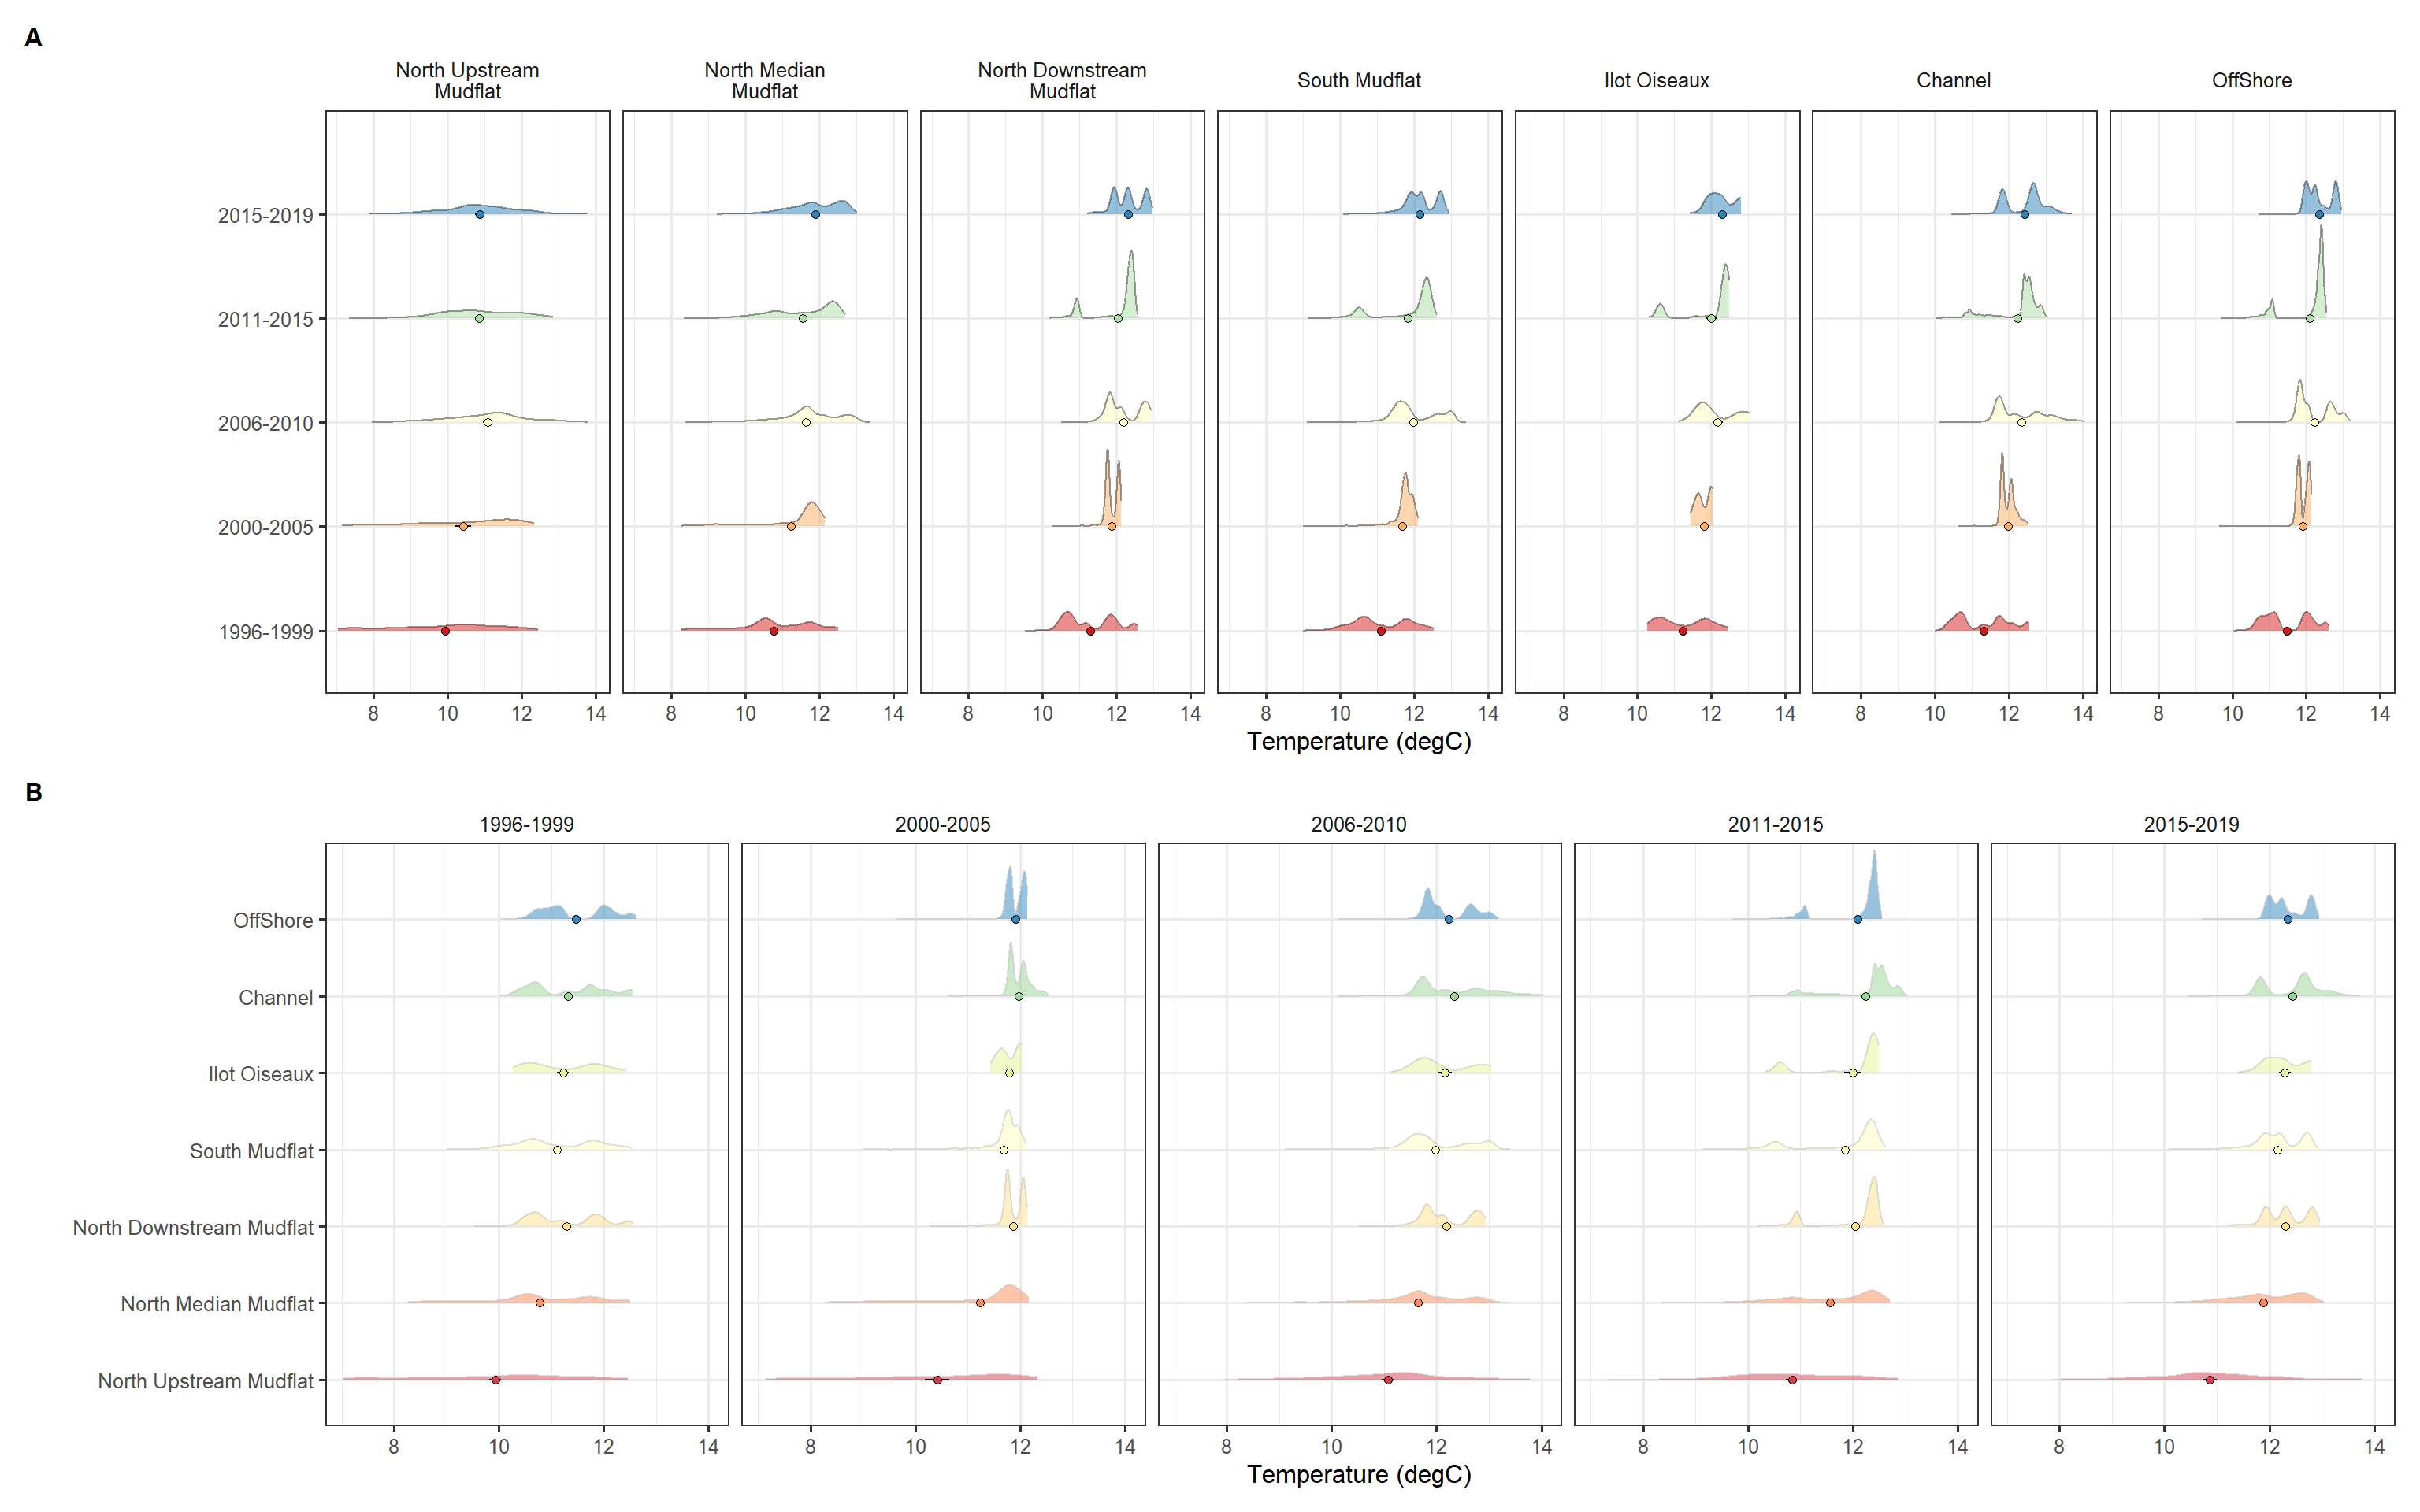 A
North Upstream
Mudflat
North Median
Mudflat
North Downstream
Mudflat
South Mudflat
Ilot Oiseaux
Channel
OffShore
2015-2019
2011-2015
2006-2010
2000-2005
1996-1999
8 10 12 14 8 10 12 14 8 10 12 14 8 10 12 14 8 10 12 14 8 10 12 14 8 10 12 14
Temperature (degC)
B
1996-1999 2000-2005 2006-2010 2011-2015 2015-2019
OffShore
Channel
Ilot Oiseaux
South Mudflat
North Downstream Mudflat
North Median Mudflat
North Upstream Mudflat
8 10 12 14 8 10 12 14 8 10 12 14 8 10 12 14 8 10 12 14
Temperature (degC)